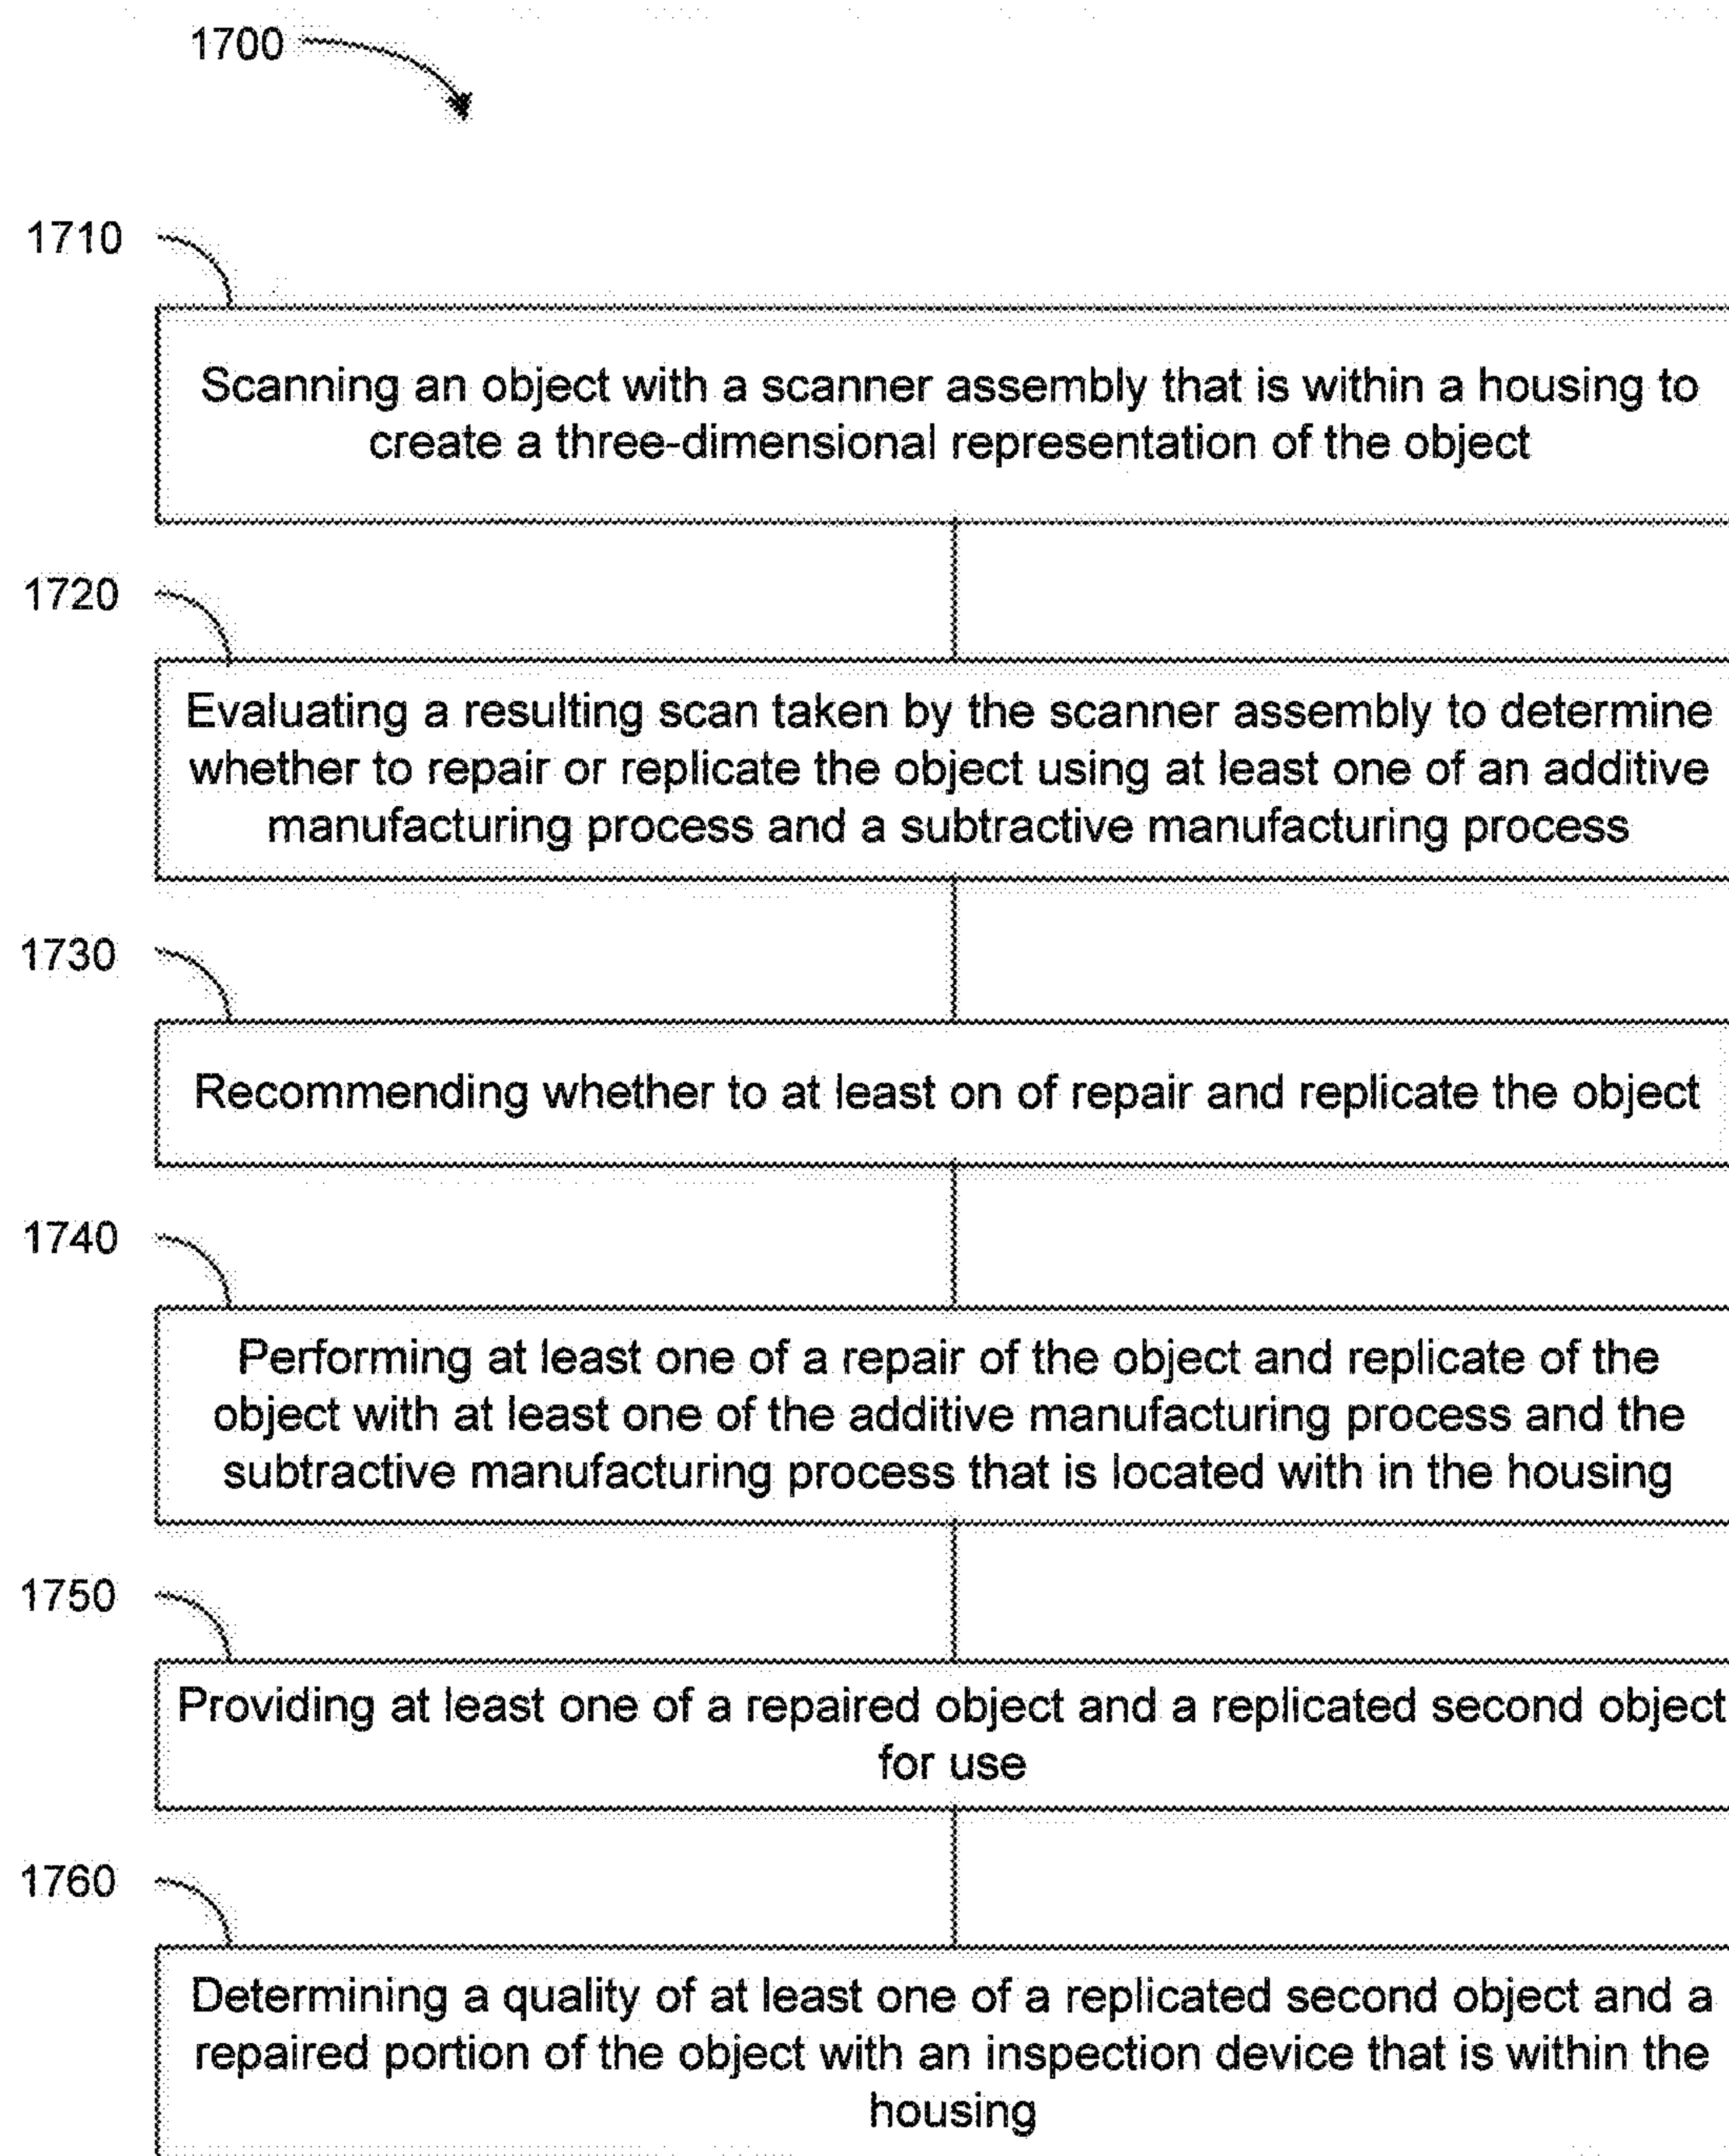 1700
1710
Scanning an object with a scanner assembly that is within a housing to
create a three-dimensional representation of the object
1720
Evaluating a resulting scan taken by the scanner assembly to determine
whether to repair or replicate the object using at least one of an additive
manufacturing process and a subtractive manufacturing process
1730
Recommending whether to at least on of repair and replicate the object
1740
Performing at least one of a repair of the object and replicate of the
object with at least one of the additive manufacturing process and the
subtractive manufacturing process that is located with in the housing
1750
Providing at least one of a repaired object and a replicated second object
for use
1760
Determining a quality of at least one of a replicated second object and a
repaired portion of the object with an inspection device that is within the
housing